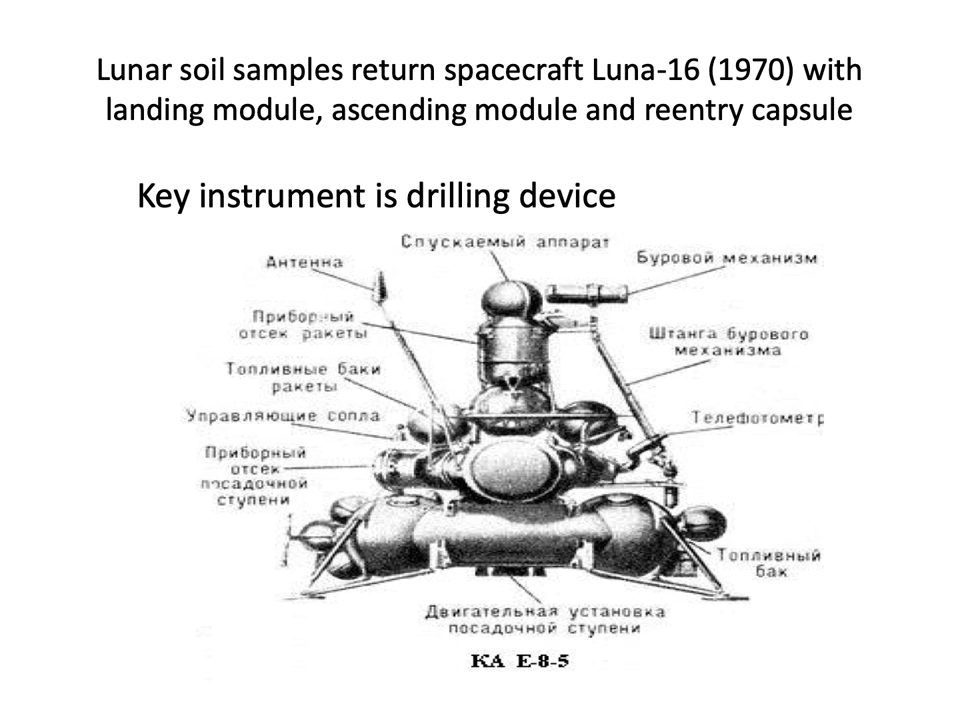 Lunar soil samples return spacecraft Luna-16 (1970) with
landing module, ascending module and reentry capsule
Key instrument is drilling device
Спускаемый аппарат
Антенна
Буровой механизм
Приборный
отсек ракеты
Штанга бурового
механизма
Топливные баки
ракеты
Управляющие сопла
Телефотометр
Приборный
отсек
посадочной
ступени
Топливный
бак
Двигательная установка
посадочной ступени
КА Е-8-5